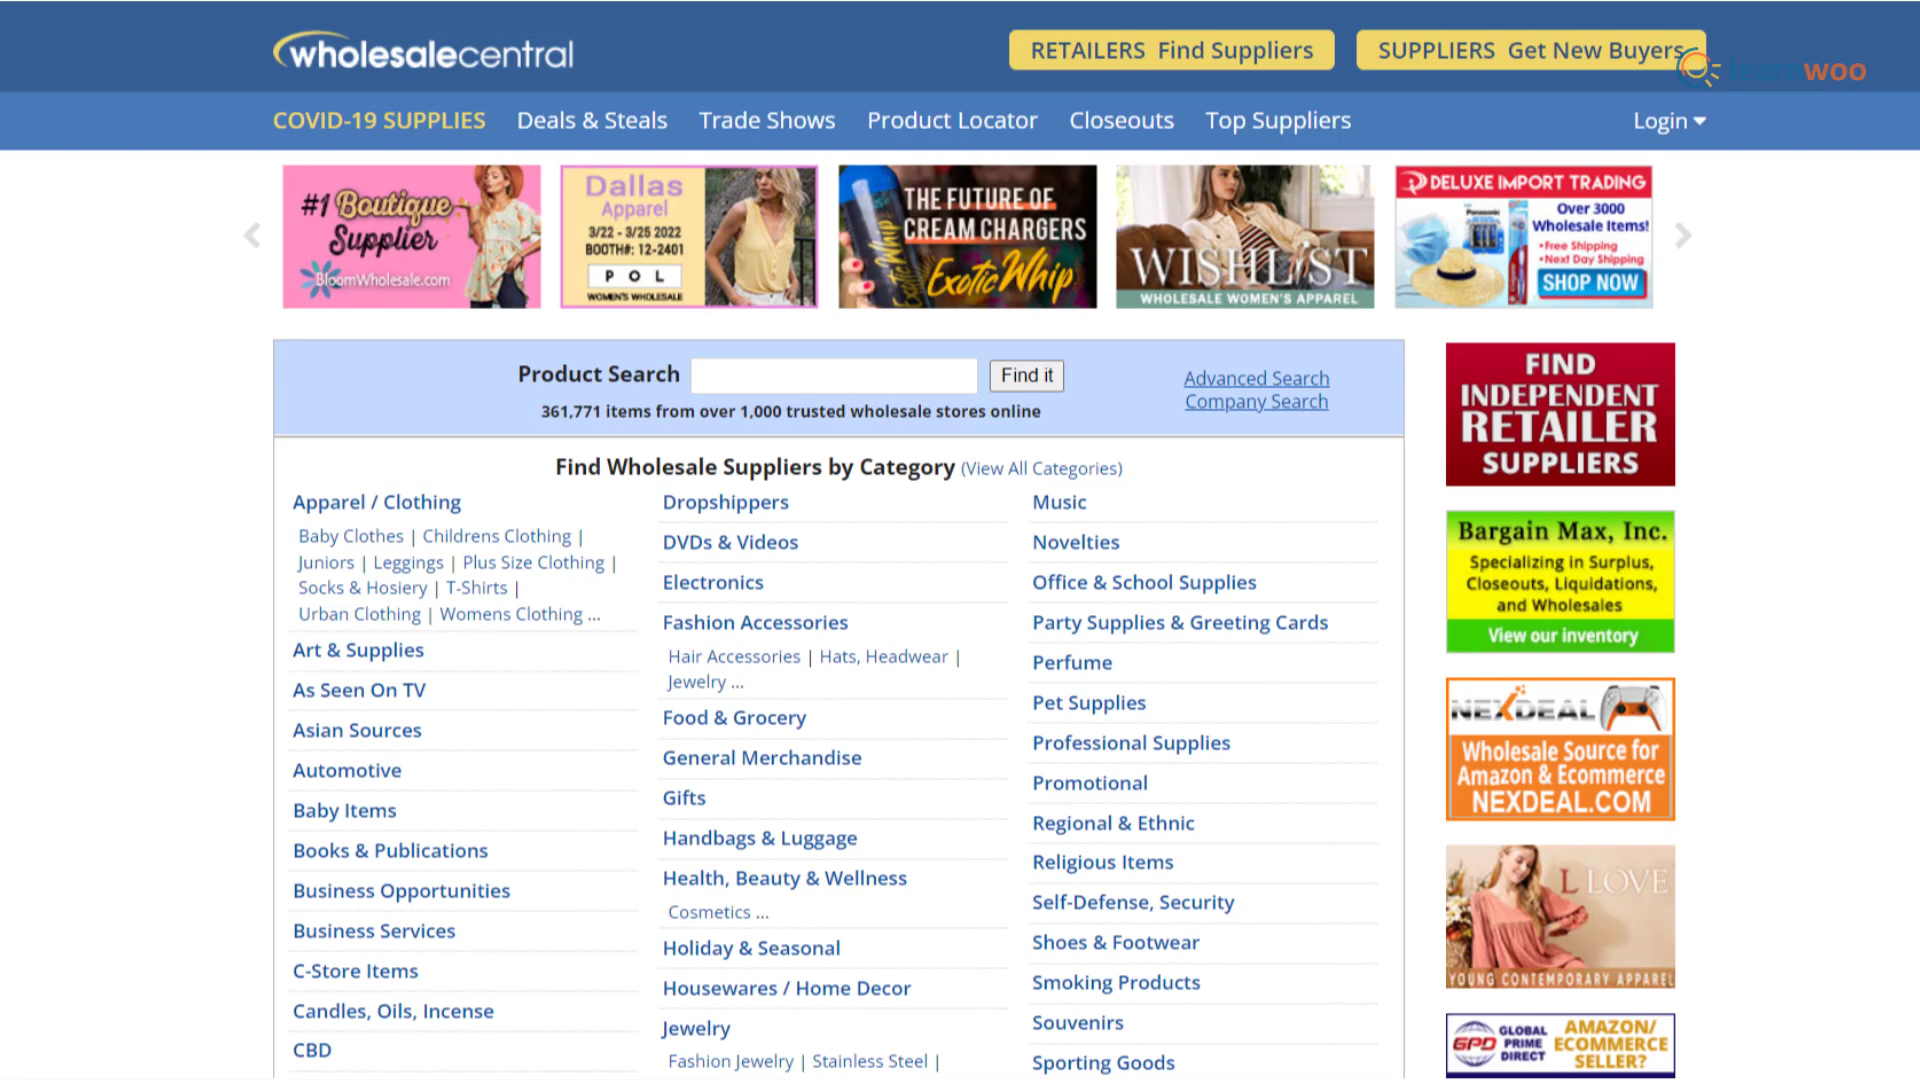 wholesalecentral
RETAILERS Find Suppliers
SUPPLIERS Get New Buyers
learnwoo
COVID-19 SUPPLIES
Deals & Steals
Trade Shows
Product Locator
Closeouts
Top Suppliers
Login
#1 Boutique
Supplier
BloomWholesale.com
Dallas
Apparel
3/22 - 3/25 2022
BOOTH#: 12-2401
P O L
WOMEN'S WHOLESALE
THE FUTURE OF
CREAM CHARGERS
Exotic Whip
Exotic Whip
WISHLIST
WHOLESALE WOMEN'S APPAREL
DELUXE IMPORT TRADING
Over 3000
Wholesale Items!
•Free Shipping
•Next Day Shipping
SHOP NOW
Panasonic
Product Search
Find it
Advanced Search
Company Search
361,771 items from over 1,000 trusted wholesale stores online
Find Wholesale Suppliers by Category (View All Categories)
Apparel / Clothing
Baby Clothes | Childrens Clothing |
Juniors | Leggings | Plus Size Clothing |
Socks & Hosiery | T-Shirts |
Urban Clothing | Womens Clothing ...
Art & Supplies
As Seen On TV
Asian Sources
Automotive
Baby Items
Books & Publications
Business Opportunities
Business Services
C-Store Items
Candles, Oils, Incense
CBD
Dropshippers
DVDs & Videos
Electronics
Fashion Accessories
Hair Accessories | Hats, Headwear |
Jewelry ...
Food & Grocery
General Merchandise
Gifts
Handbags & Luggage
Health, Beauty & Wellness
Cosmetics ...
Holiday & Seasonal
Housewares / Home Decor
Jewelry
Fashion Jewelry | Stainless Steel |
Music
Novelties
Office & School Supplies
Party Supplies & Greeting Cards
Perfume
Pet Supplies
Professional Supplies
Promotional
Regional & Ethnic
Religious Items
Self-Defense, Security
Shoes & Footwear
Smoking Products
Souvenirs
Sporting Goods
FIND
INDEPENDENT
RETAILER
SUPPLIERS
Bargain Max, Inc.
Specializing in Surplus,
Closeouts, Liquidations,
and Wholesales
View our inventory
NEXDEAL
Wholesale Source for
Amazon & Ecommerce
NEXDEAL.COM
L LOVE
YOUNG CONTEMPORARY APPAREL
GPD
GLOBAL
PRIME
DIRECT
AMAZON/
ECOMMERCE
SELLER?